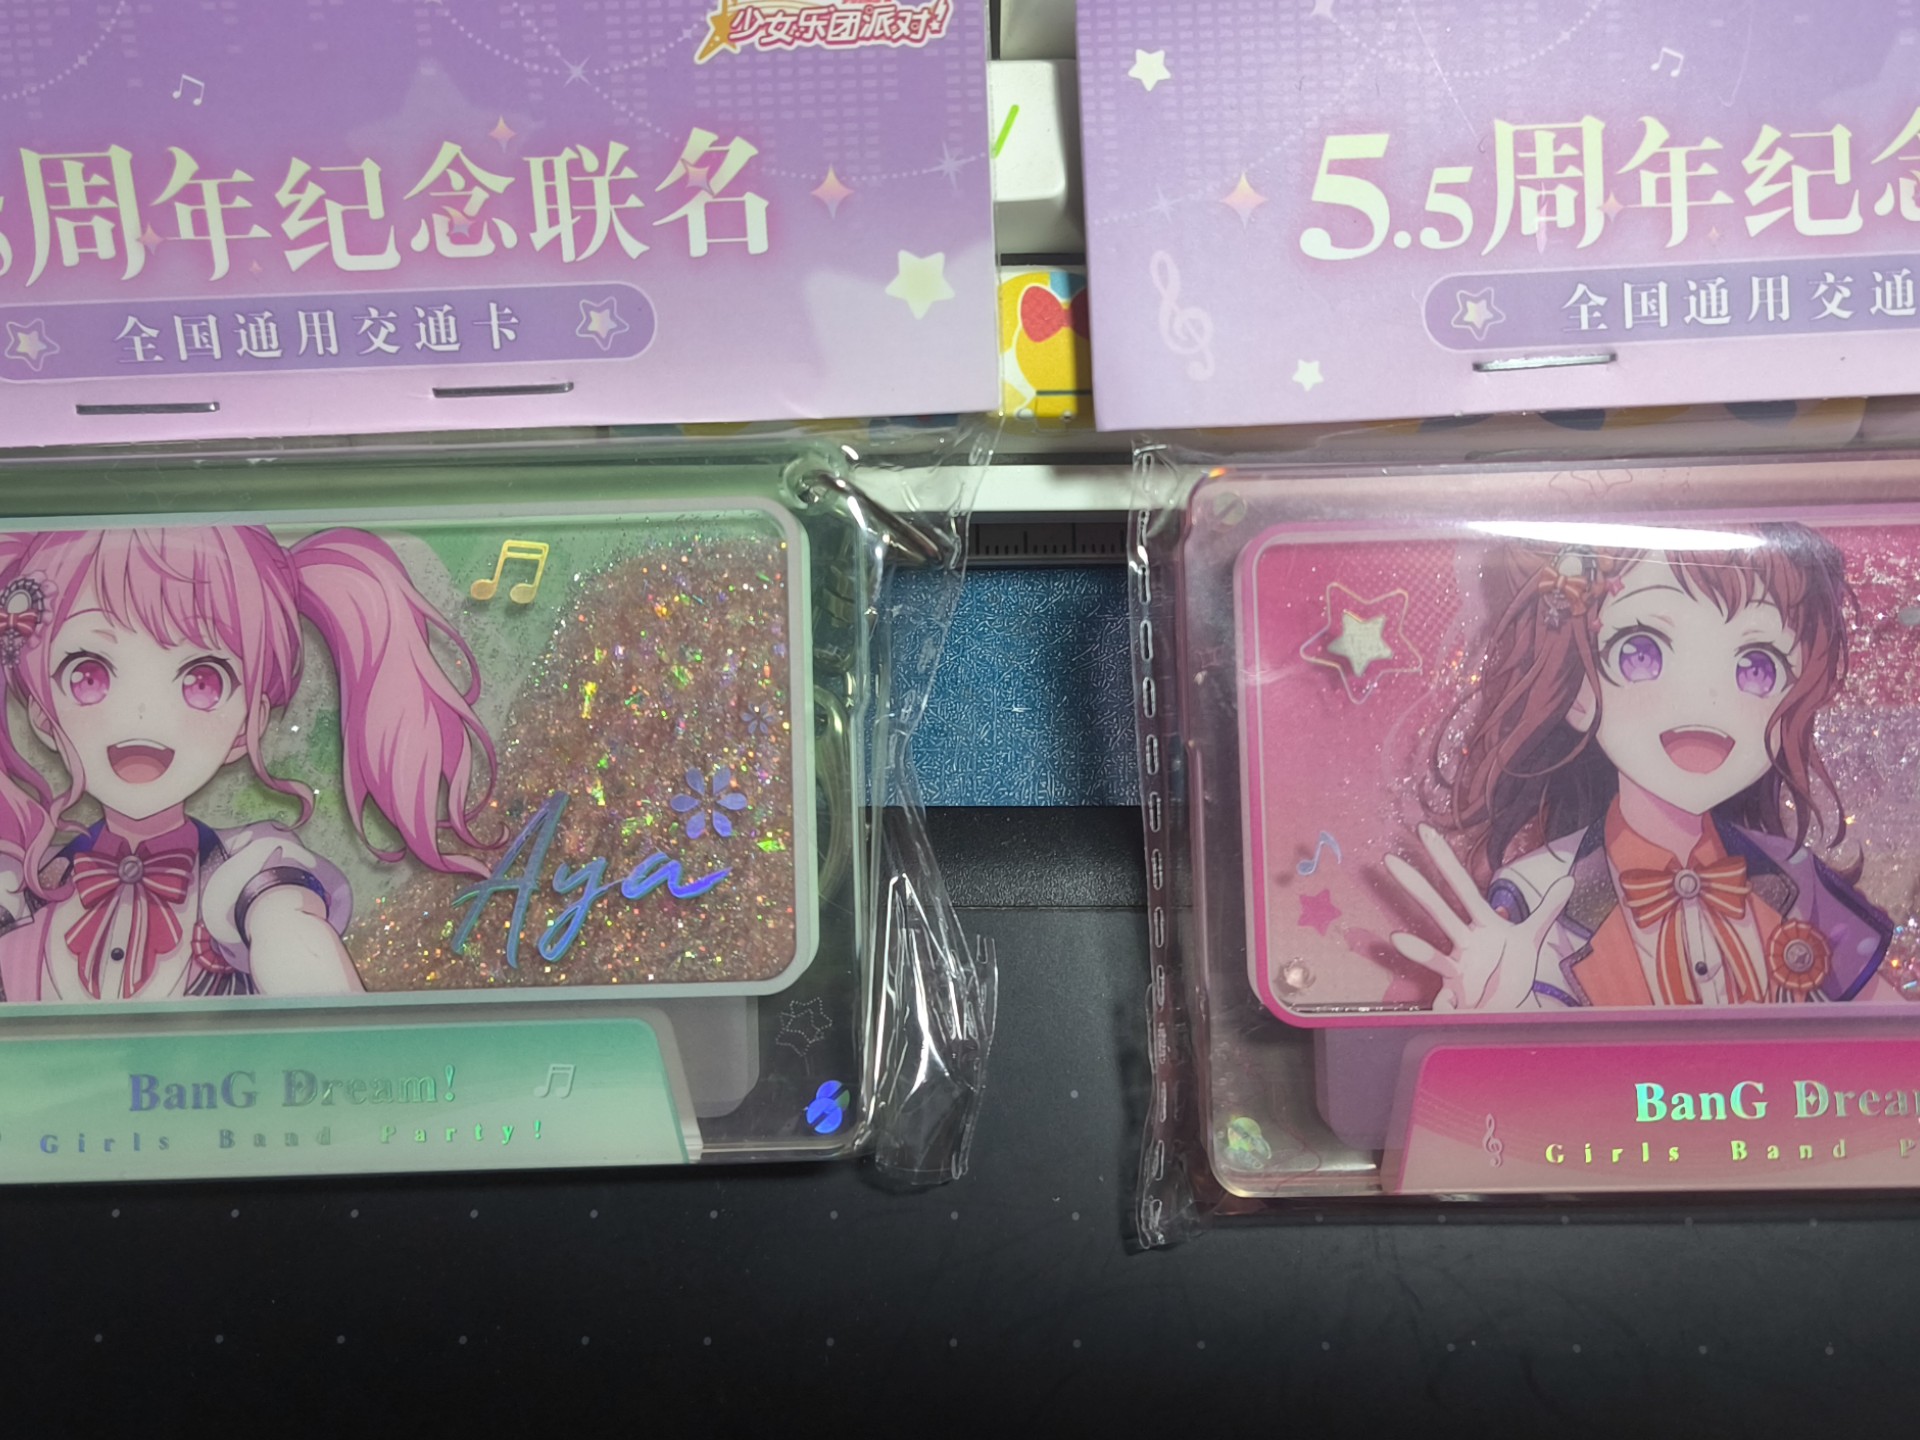 少女乐团派对!
.5周年纪念联名
全国通用交通卡
Aya
BanG Dream!
Girls Band Party!
5.5周年纪念
全国通用交通
BanG Drea
Girls Band P